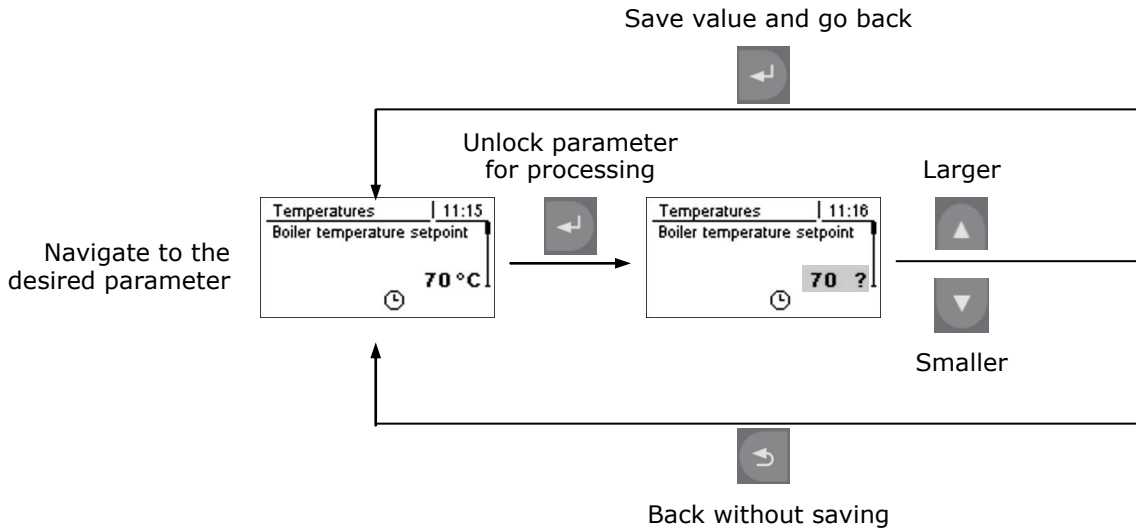 Save value and go back
Unlock parameter
for processing
Larger
Temperatures 11:15
Boiler temperature setpoint
70 °C
Temperatures 11:16
Boiler temperature setpoint
70 ?
Navigate to the
desired parameter
Smaller
Back without saving